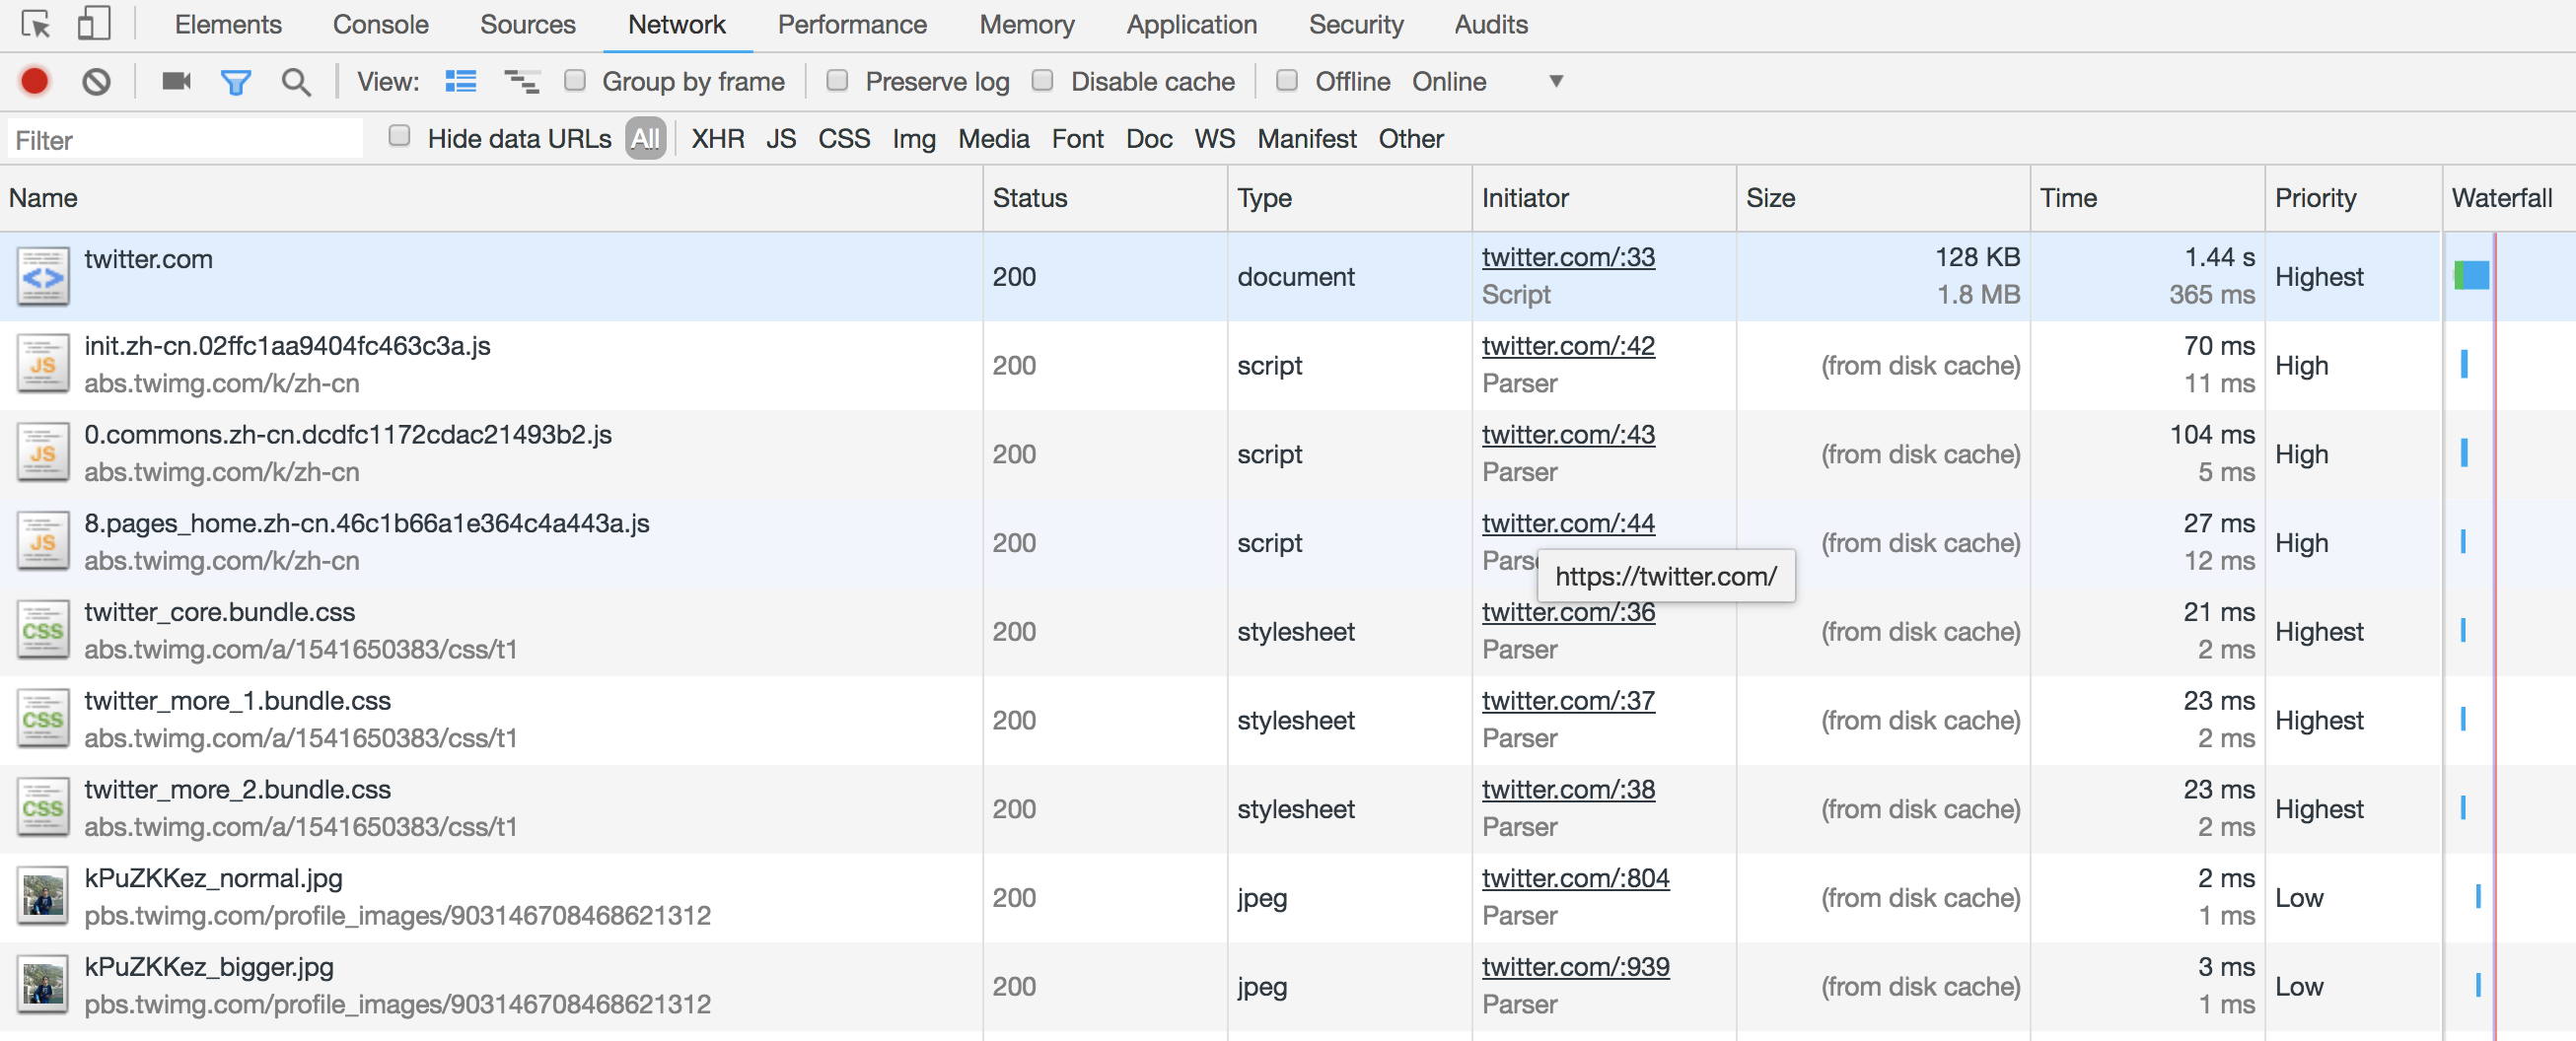 Elements Console Sources Network Performance Memory Application Security Audits
View: Group by frame Preserve log Disable cache Offline Online
Filter Hide data URLs All XHR JS CSS Img Media Font Doc WS Manifest Other
Name Status Type Initiator Size Time Priority Waterfall
twitter.com 200 document twitter.com/:33 128 KB 1.44 s Highest
Script 1.8 MB 365 ms
init.zh-cn.02ffc1aa9404fc463c3a.js 200 script twitter.com/:42 (from disk cache) 70 ms High
JS abs.twimg.com/k/zh-cn Parser 11 ms
0.commons.zh-cn.dcdfc1172cdac21493b2.js 200 script twitter.com/:43 (from disk cache) 104 ms High
JS abs.twimg.com/k/zh-cn Parser 5 ms
8.pages_home.zh-cn.46c1b66a1e364c4a443a.js 200 script twitter.com/:44 (from disk cache) 27 ms High
JS abs.twimg.com/k/zh-cn Pars 12 ms
https://twitter.com/
twitter_core.bundle.css 200 stylesheet twitter.com/:36 (from disk cache) 21 ms Highest
CSS abs.twimg.com/a/1541650383/css/t1 Parser 2 ms
twitter_more_1.bundle.css 200 stylesheet twitter.com/:37 (from disk cache) 23 ms Highest
CSS abs.twimg.com/a/1541650383/css/t1 Parser 2 ms
twitter_more_2.bundle.css 200 stylesheet twitter.com/:38 (from disk cache) 23 ms Highest
CSS abs.twimg.com/a/1541650383/css/t1 Parser 2 ms
kPuZKKez_normal.jpg 200 jpeg twitter.com/:804 (from disk cache) 2 ms Low
pbs.twimg.com/profile_images/903146708468621312 Parser 1 ms
kPuZKKez_bigger.jpg 200 jpeg twitter.com/:939 (from disk cache) 3 ms Low
pbs.twimg.com/profile_images/903146708468621312 Parser 1 ms